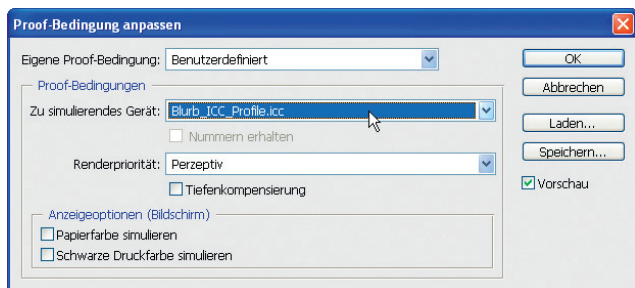 Proof-Bedingung anpassen
Eigene Proof-Bedingung: Benutzerdefiniert
OK
Proof-Bedingungen
Abbrechen
Zu simulierendes Gerät: Blurb_ICC_Profile.icc
Laden...
Nummern erhalten
Speichern...
Renderpriorität: Perzeptiv
Vorschau
Tiefenkompensierung
Anzeigeoptionen (Bildschirm)
Papierfarbe simulieren
Schwarze Druckfarbe simulieren